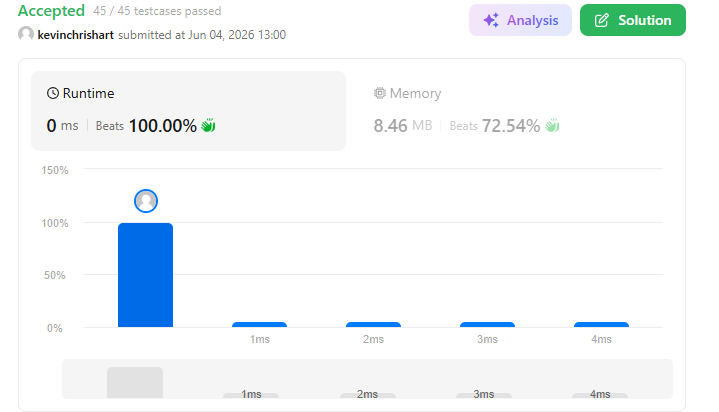 Accepted 45 / 45 testcases passed
Analysis
Solution
kevinchrishart submitted at Jun 04, 2026 13:00
Runtime
0 ms | Beats 100.00%
Memory
8.46 MB | Beats 72.54%
150%
100%
50%
0%
1ms 2ms 3ms 4ms
1ms 2ms 3ms 4ms